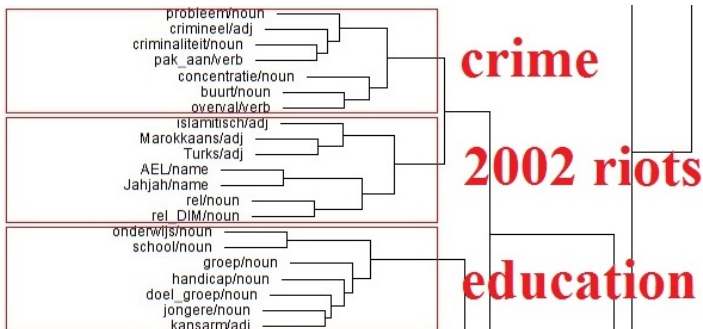 probleem/noun
crimineel/adj
criminaliteit/noun
pak_aan/verb
concentratie/noun
buurt/noun
overval/verb
crime
islamitisch/adj
Marokkaans/adj
Turks/adj
AEL/name
Jahjah/name
rel/noun
rel_DIM/noun
2002 riots
onderwijs/noun
school/noun
groep/noun
handicap/noun
doel_groep/noun
jongere/noun
kansarm/adj
education